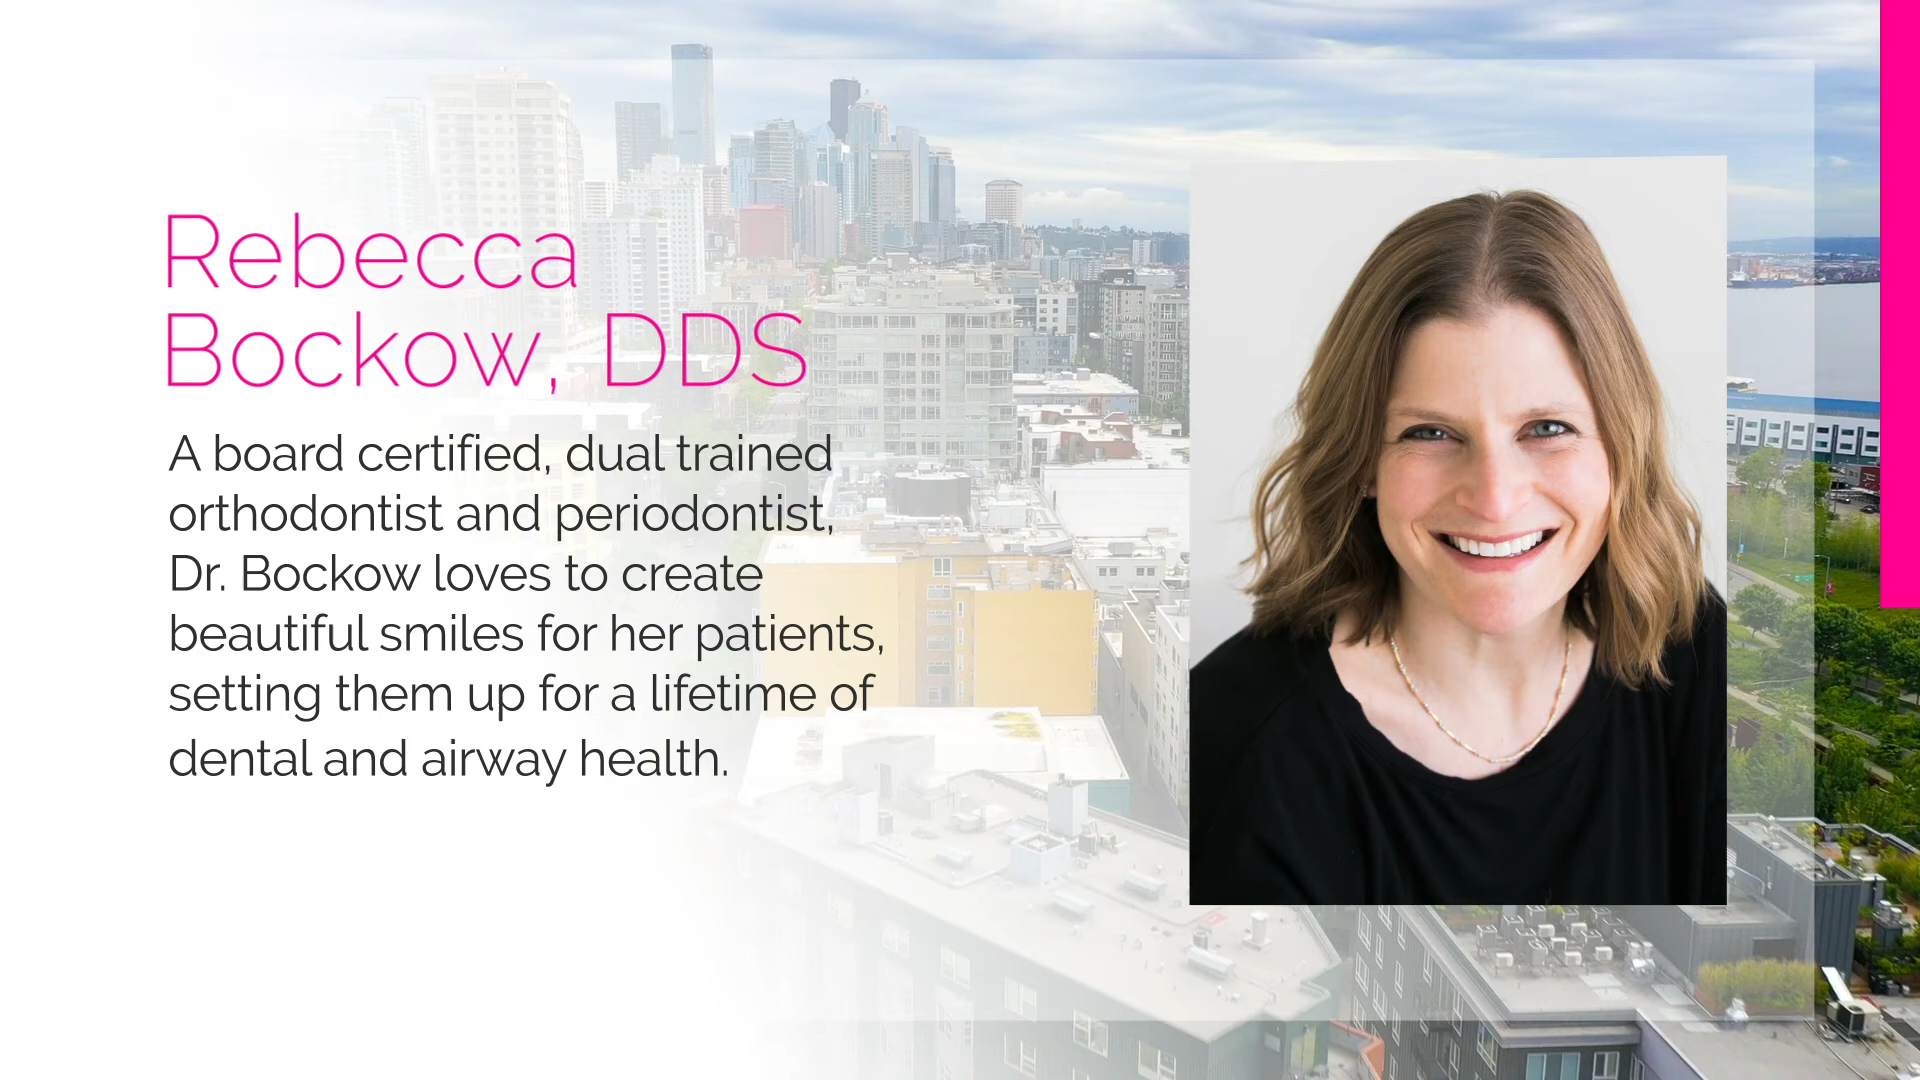 Rebecca
Bockow, DDS
A board certified, dual trained
orthodontist and periodontist,
Dr. Bockow loves to create
beautiful smiles for her patients,
setting them up for a lifetime of
dental and airway health.